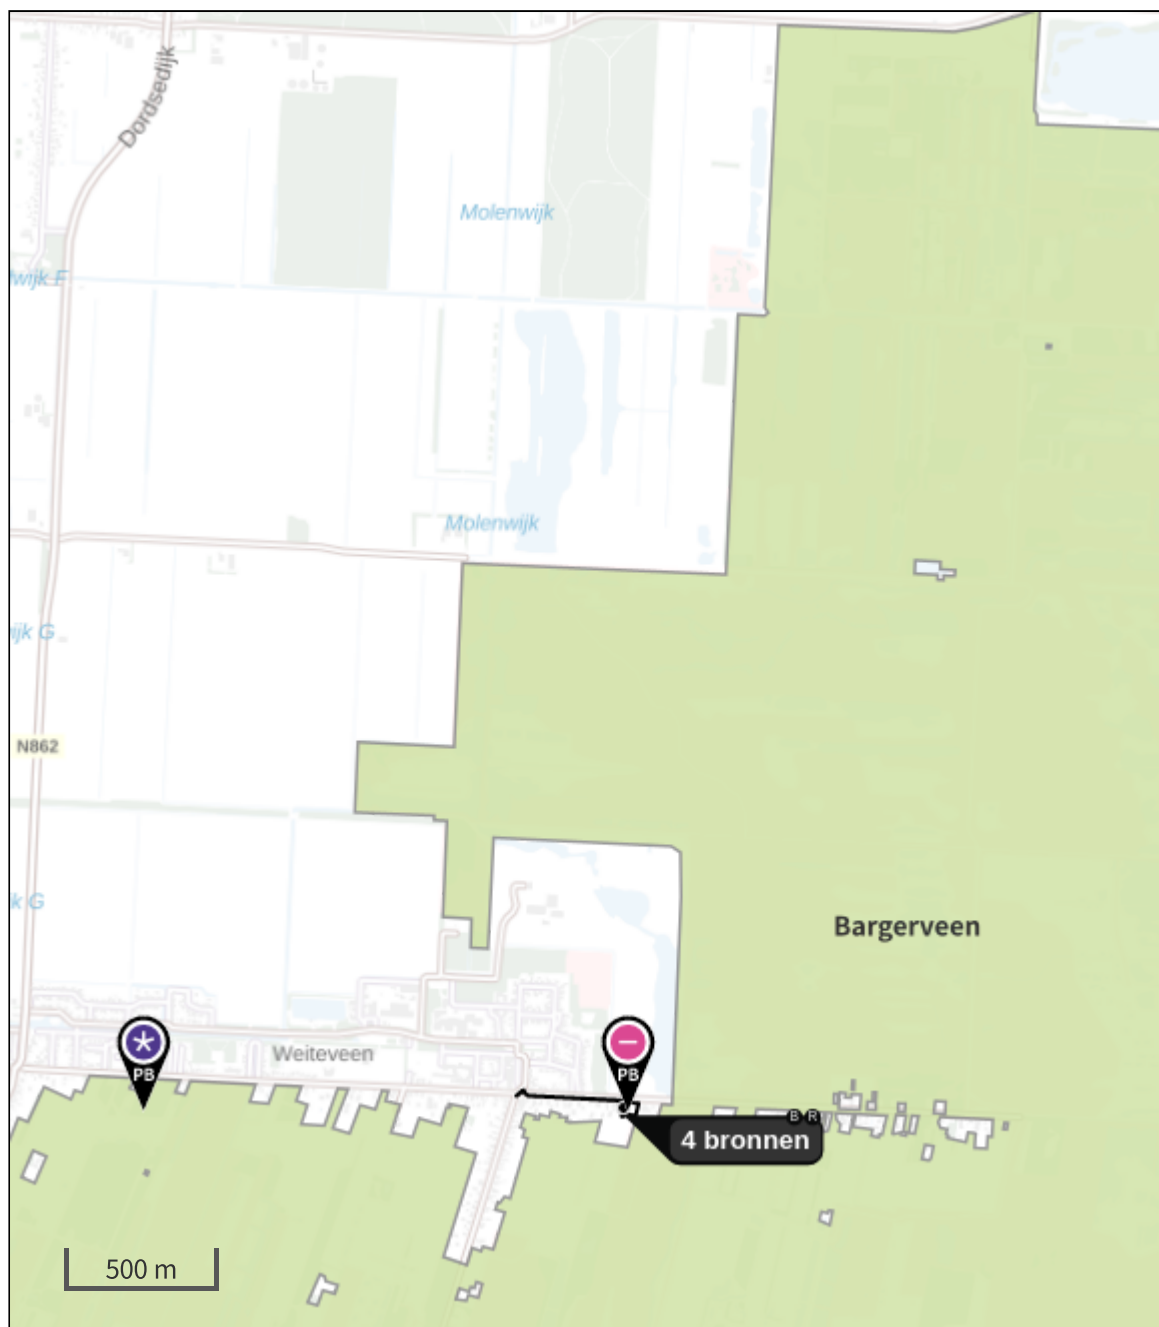 Dordsedijk
Molenwijk
wijk F
Molenwijk
ijk G
N862
k G
Bargerveen
PB
Weiteveen
PB
B R
4 bronnen
500 m